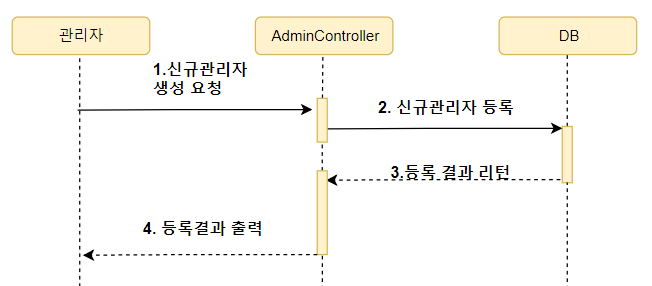 관리자
AdminController
DB
1.신규관리자
생성 요청
2. 신규관리자 등록
3.등록 결과 리턴
4. 등록결과 출력